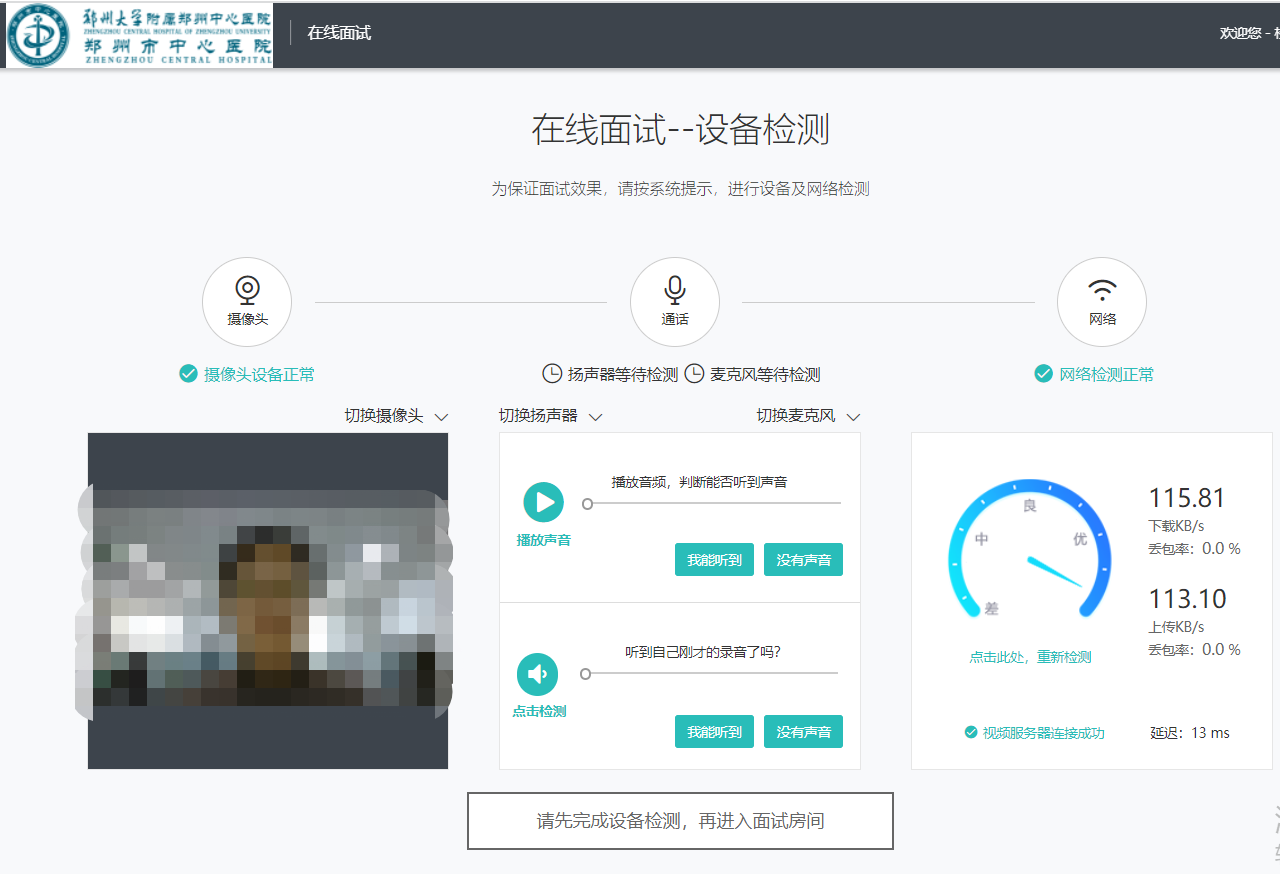 郑州大学附属郑州中心医院
ZHENGZHOU CENTRAL HOSPITAL OF ZHENGZHOU UNIVERSITY
郑州市中心医院
ZHENGZHOU CENTRAL HOSPITAL
在线面试
欢迎您 -
在线面试--设备检测
为保证面试效果，请按系统提示，进行设备及网络检测
摄像头
通话
网络
摄像头设备正常
扬声器等待检测 麦克风等待检测
网络检测正常
切换摄像头
切换扬声器
切换麦克风
播放音频，判断能否听到声音
播放声音
我能听到 没有声音
听到自己刚才的录音了吗?
点击检测
我能听到 没有声音
良
中
优
差
点击此处，重新检测
115.81
下载KB/s
丢包率：0.0 %
113.10
上传KB/s
丢包率：0.0 %
视频服务器连接成功
延迟：13 ms
请先完成设备检测，再进入面试房间